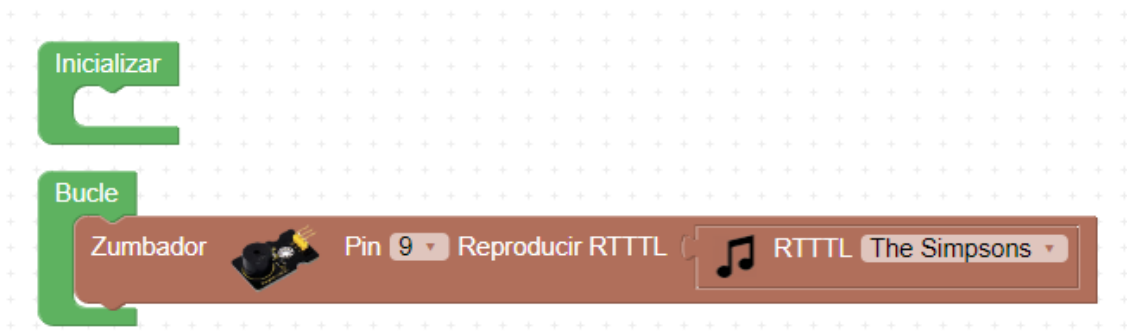 Inicializar
Bucle
Zumbador Pin 9 Reproducir RTTTL RTTTL The Simpsons